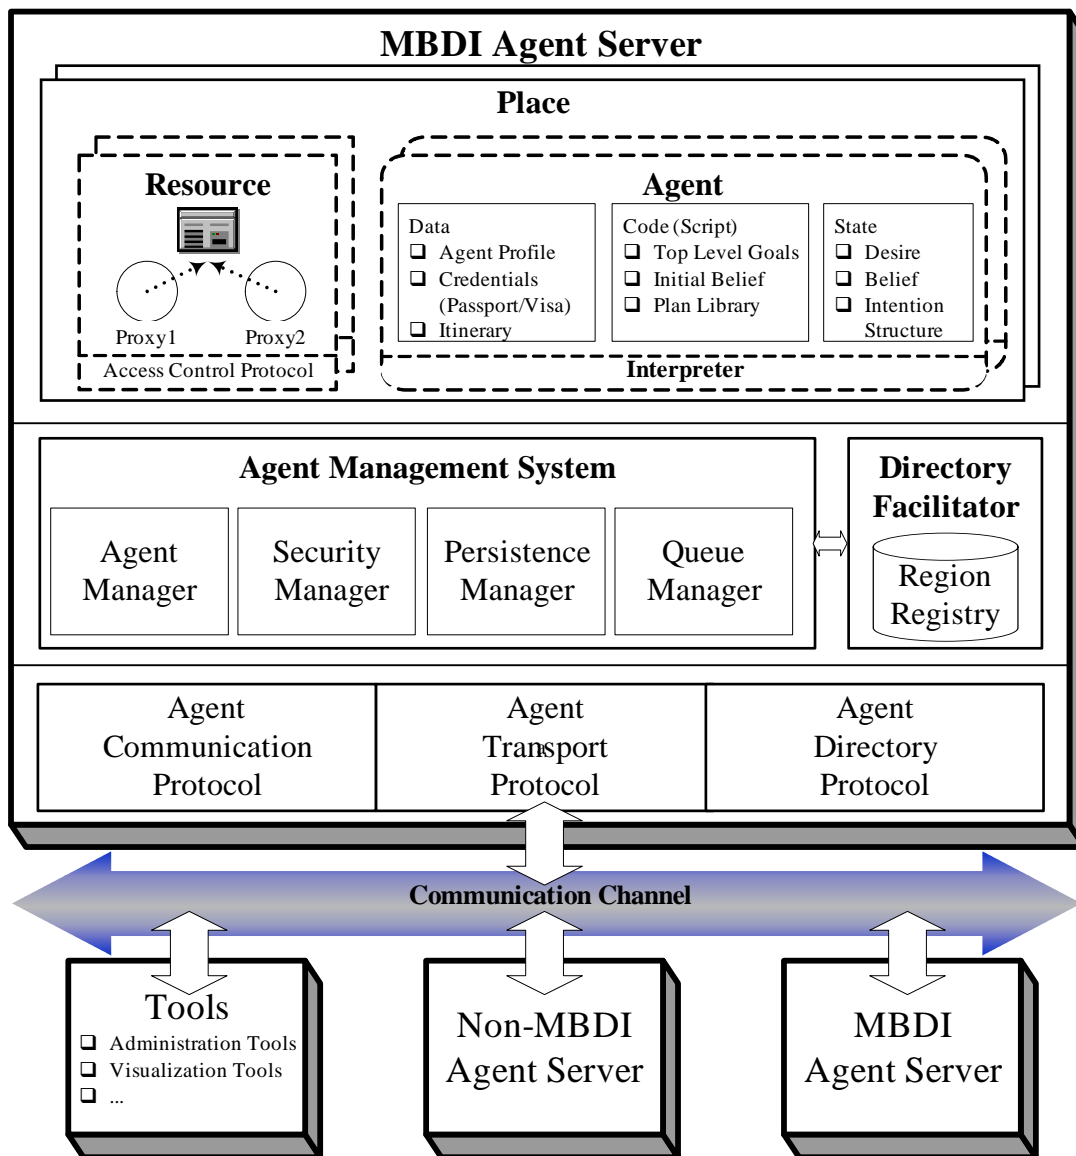 MBDI Agent Server
Place
Resource
Proxy1
Proxy2
Access Control Protocol
Agent
Data
❑ Agent Profile
❑ Credentials
(Passport/Visa)
❑ Itinerary
Code (Script)
❑ Top Level Goals
❑ Initial Belief
❑ Plan Library
State
❑ Desire
❑ Belief
❑ Intention
Structure
Interpreter
Agent Management System
Agent
Manager
Security
Manager
Persistence
Manager
Queue
Manager
Directory
Facilitator
Region
Registry
Agent
Communication
Protocol
Agent
Transport
a
Protocol
Agent
Directory
Protocol
Communication Channel
Tools
❑ Administration Tools
❑ Visualization Tools
❑ ...
Non-MBDI
Agent Server
MBDI
Agent Server